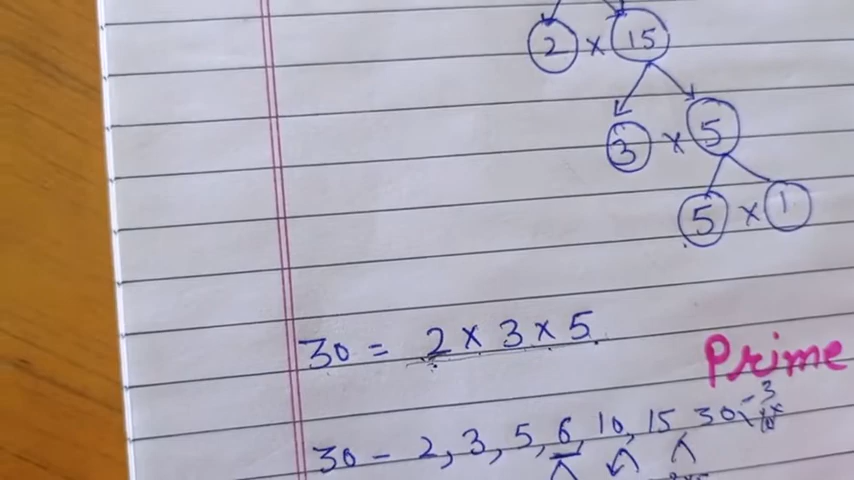 2 x 15
3 x 5
5 x 1
30 = 2 x 3 x 5
Prime
30 - 2, 3, 5, 6, 10, 15 30